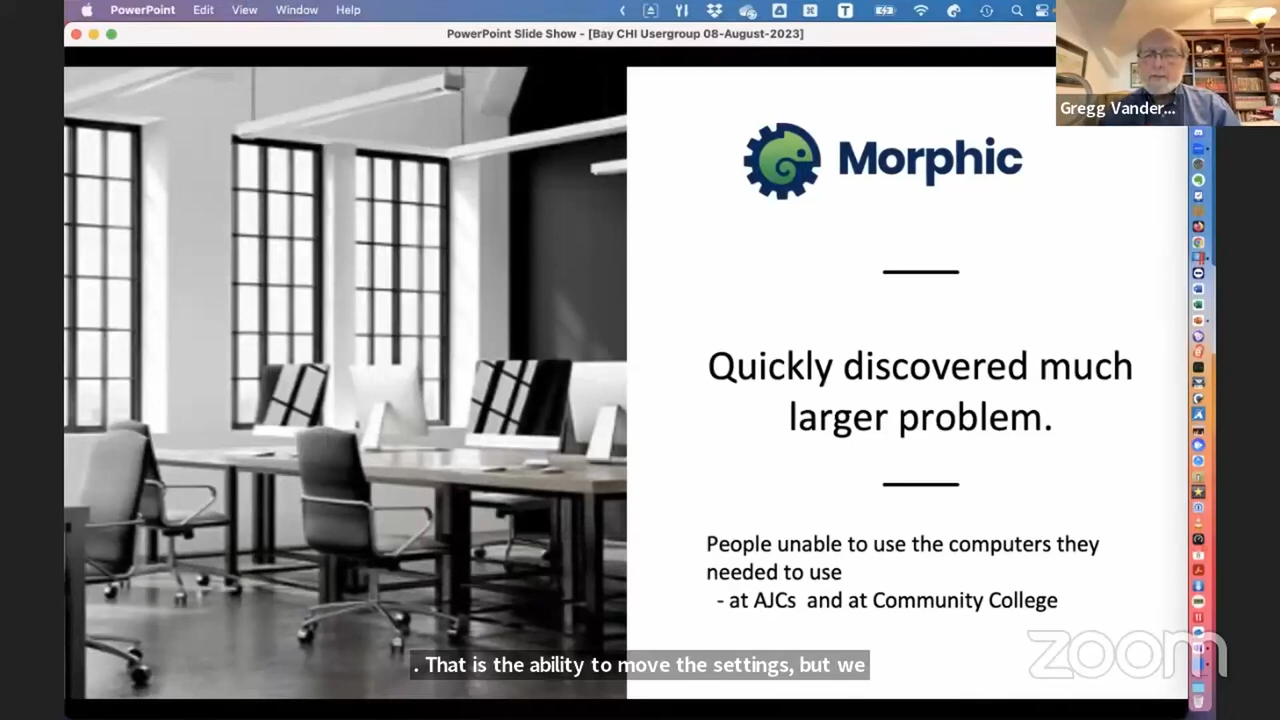 PowerPoint Edit View Window Help
PowerPoint Slide Show - [Bay CHI Usergroup 08-August-2023]
Gregg Vander...
Morphic
Quickly discovered much
larger problem.
People unable to use the computers they
needed to use
- at AJCs and at Community College
zoom
. That is the ability to move the settings, but we